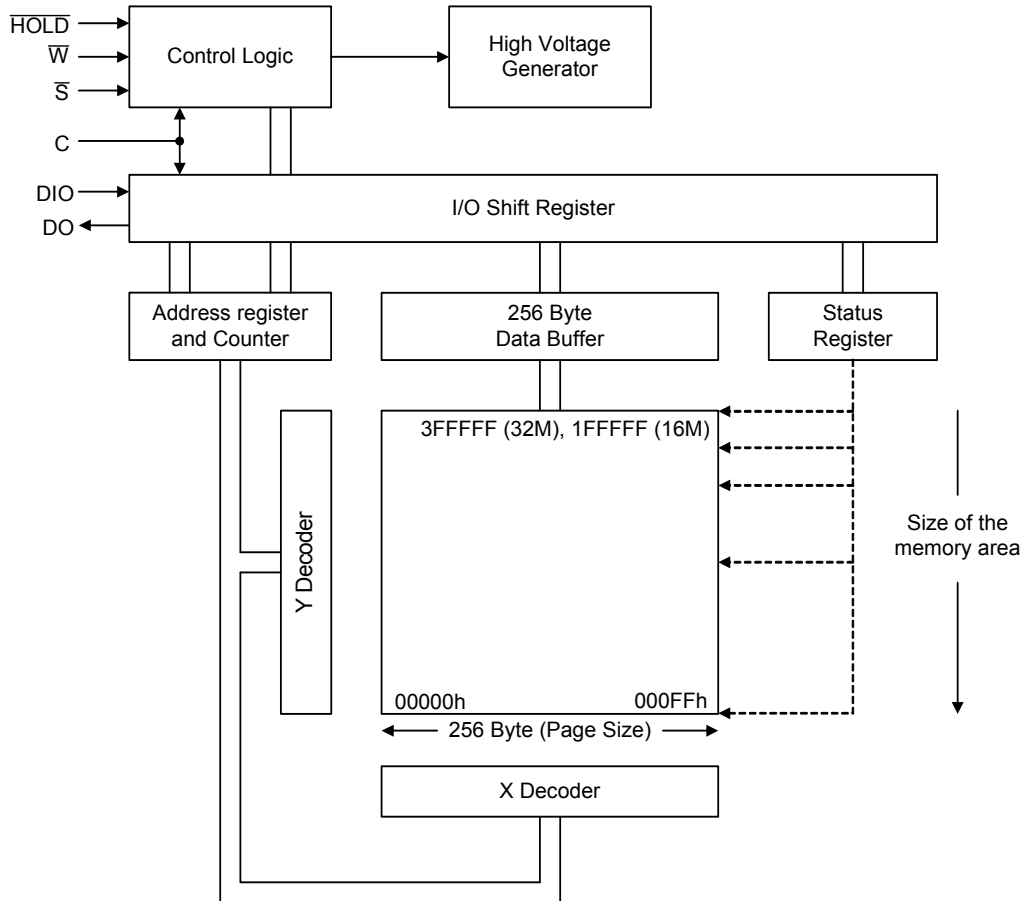 HOLD
W
S
C
DIO
DO
Control Logic
High Voltage
Generator
I/O Shift Register
Address register
and Counter
256 Byte
Data Buffer
Status
Register
3FFFFF (32M), 1FFFFF (16M)
Y Decoder
Size of the
memory area
00000h
000FFh
256 Byte (Page Size)
X Decoder